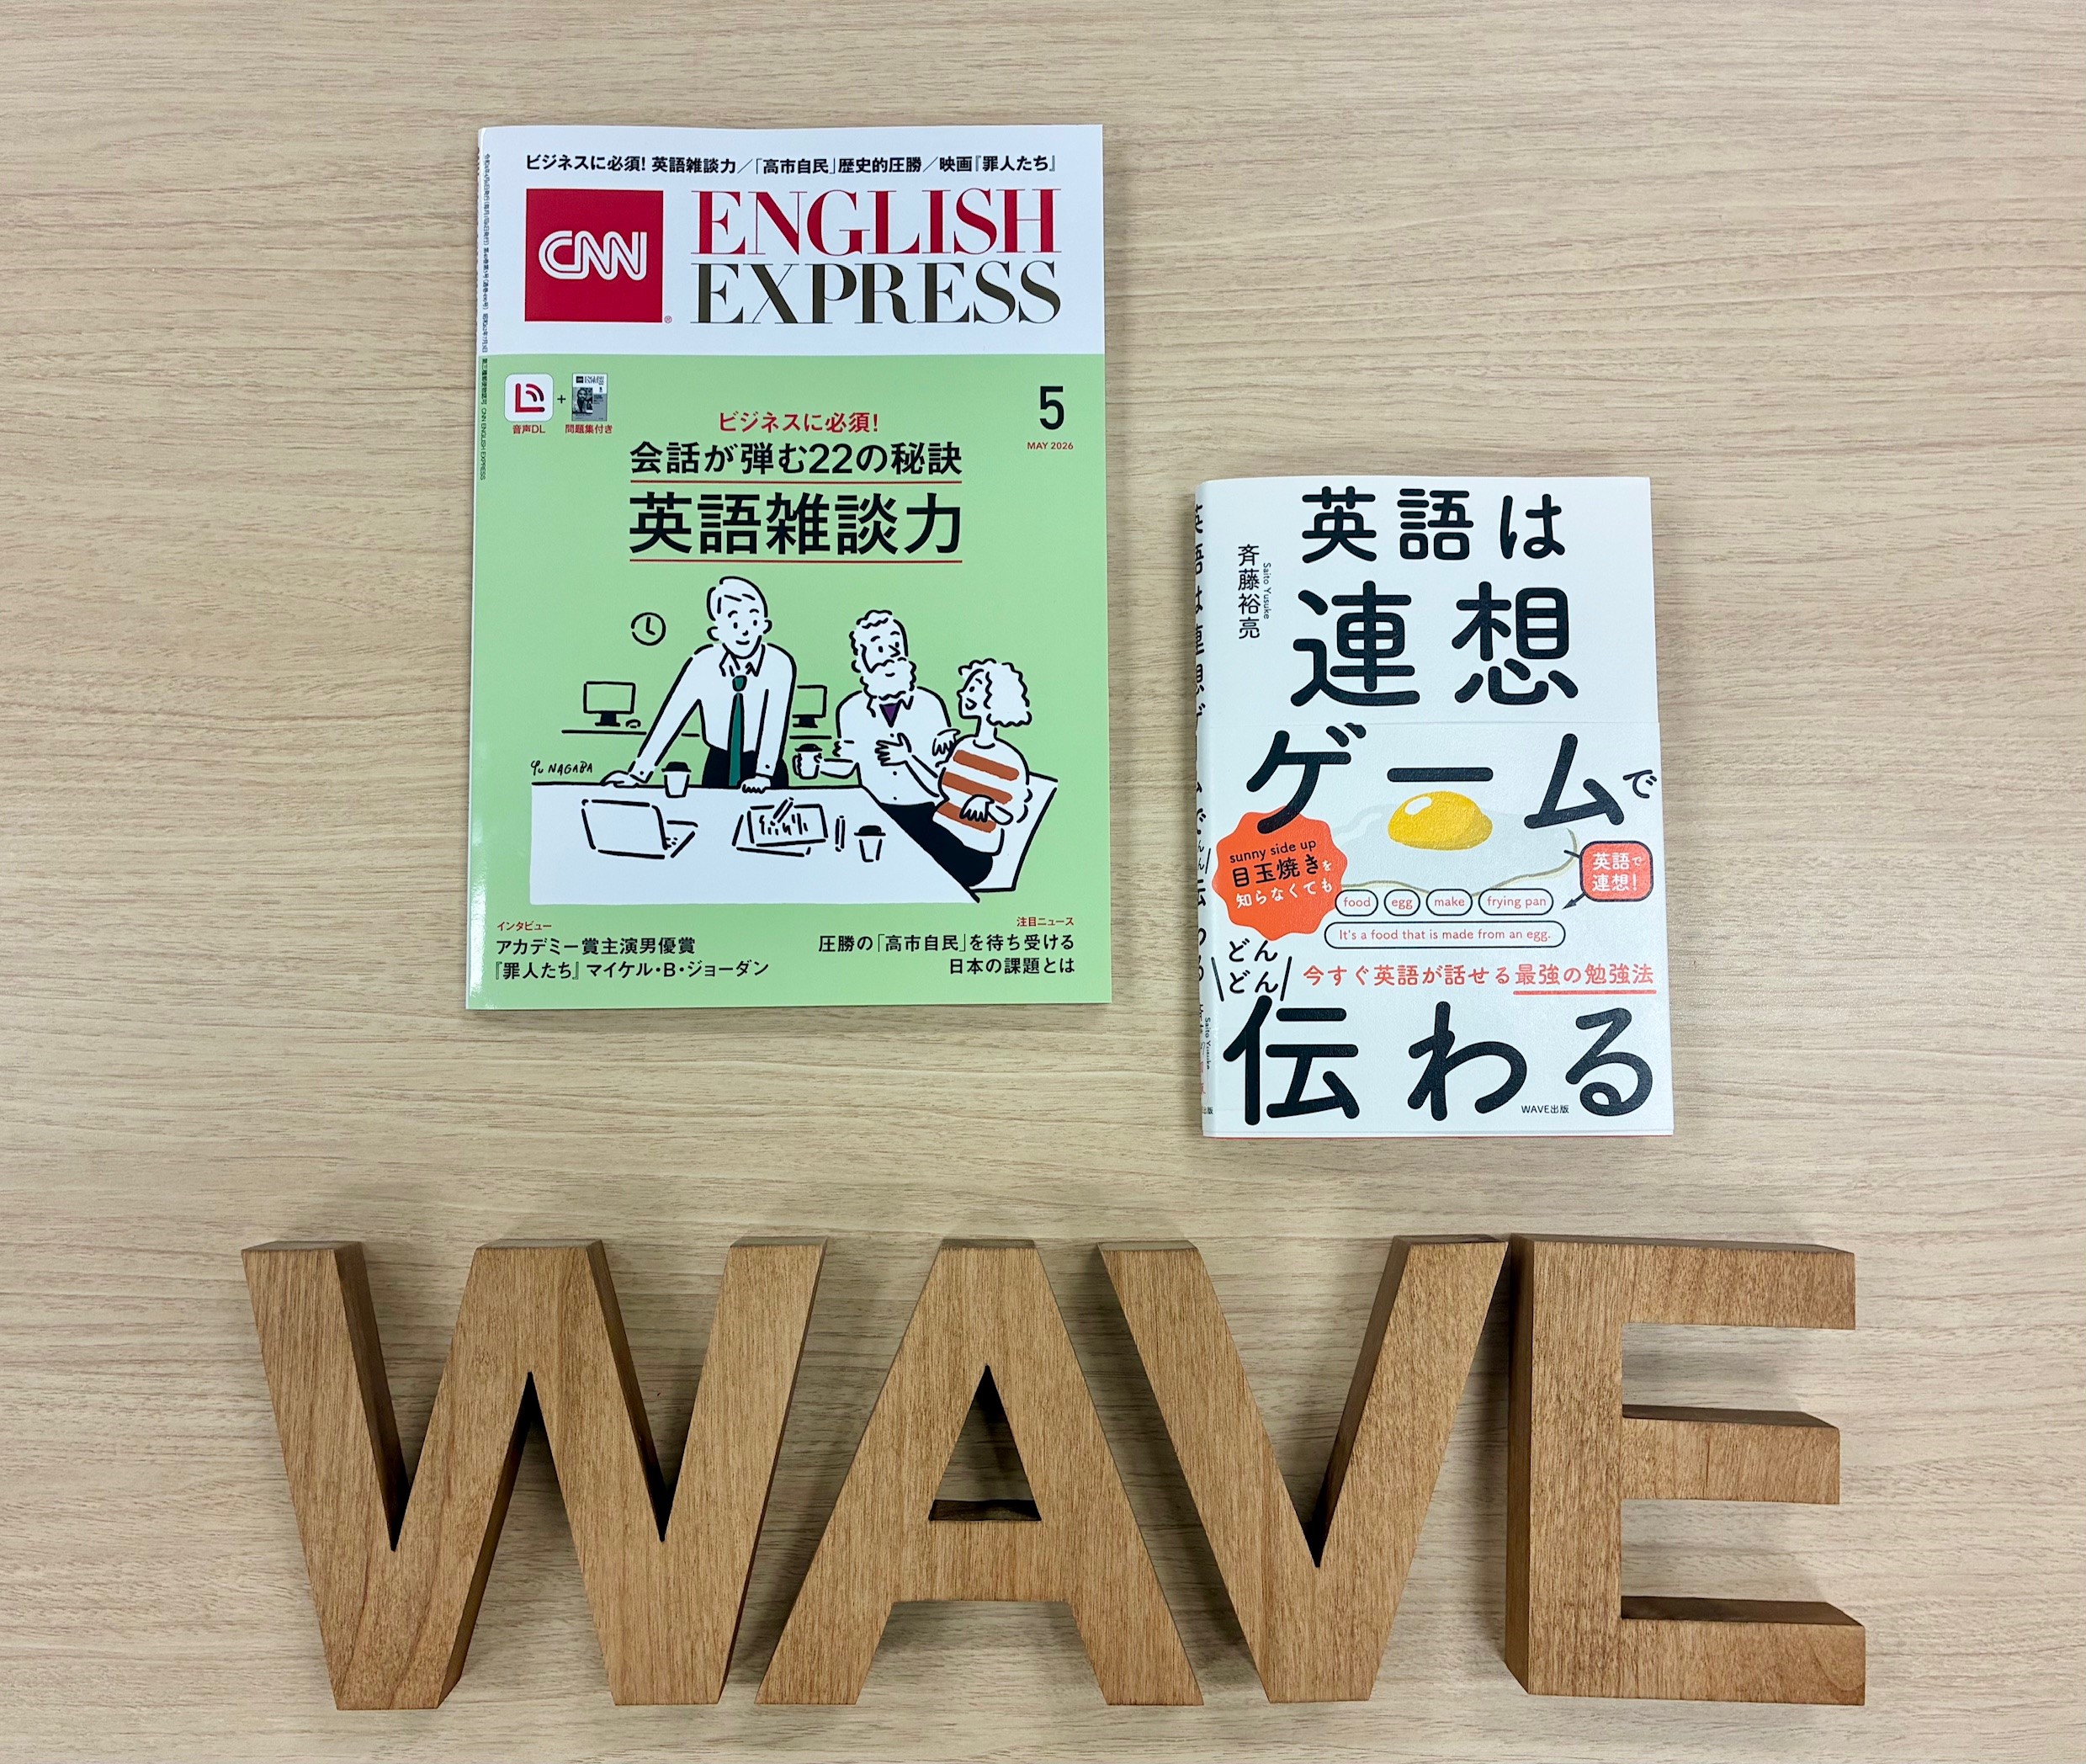 ビジネスに必須! 英語雑談力/「高市自民」歴史的圧勝/映画『罪人たち』
CNN
ENGLISH
EXPRESS
音声DL
+
問題集付き
5
MAY 2026
ビジネスに必須!
会話が弾む22の秘訣
英語雑談力
Yu NAGABA
インタビュー
アカデミー賞主演男優賞
『罪人たち』マイケル・B・ジョーダン
注目ニュース
圧勝の「高市自民」を待ち受ける
日本の課題とは
CNN ENGLISH EXPRESS
英語は
連想
ゲームで
斉藤裕亮
Saito Yusuke
sunny side up
目玉焼きを
知らなくても
英語で
連想!
food egg make frying pan
It's a food that is made from an egg.
どん
どん
今すぐ英語が話せる最強の勉強法
伝わる
WAVE出版
WAVE